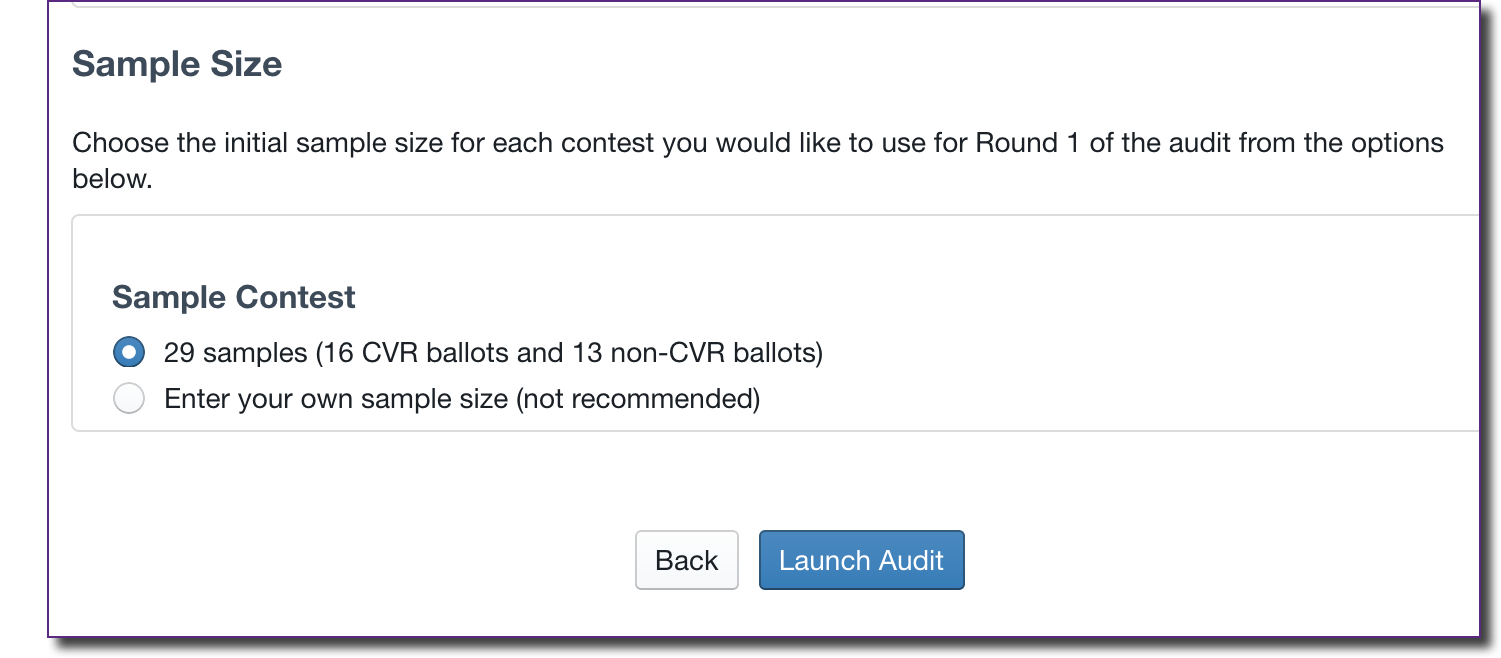 Sample Size
Choose the initial sample size for each contest you would like to use for Round 1 of the audit from the options
below.
Sample Contest
29 samples (16 CVR ballots and 13 non-CVR ballots)
Enter your own sample size (not recommended)
Back Launch Audit